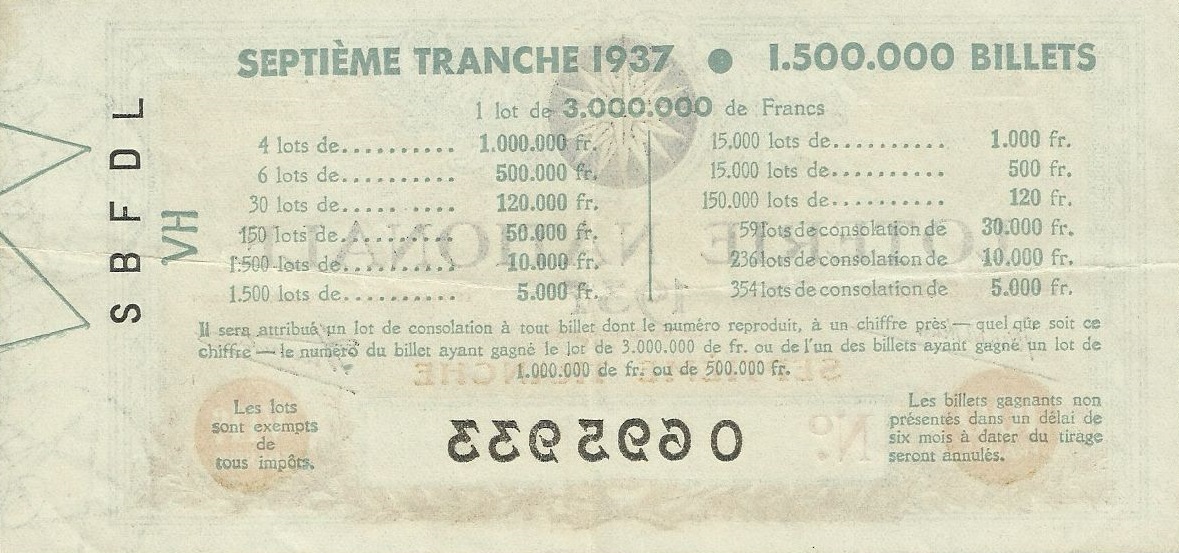 SEPTIÈME TRANCHE 1937 ● 1.500.000 BILLETS
1 lot de 3.000.000 de Francs
4 lots de.......... 1.000.000 fr.
6 lots de.......... 500.000 fr.
30 lots de.......... 120.000 fr.
150 lots de.......... 50.000 fr.
1.500 lots de.......... 10.000 fr.
1.500 lots de.......... 5.000 fr.
15.000 lots de.......... 1.000 fr.
15.000 lots de.......... 500 fr.
150.000 lots de.......... 120 fr.
59 lots de consolation de 30.000 fr.
236 lots de consolation de 10.000 fr.
354 lots de consolation de 5.000 fr.
Il sera attribué un lot de consolation à tout billet dont le numéro reproduit, à un chiffre près — quel que soit ce
chiffre — le numéro du billet ayant gagné le lot de 3.000.000 de fr. ou de l'un des billets ayant gagné un lot de
1.000.000 de fr. ou de 500.000 fr.
Les lots
sont exempts
de
tous impôts.
Les billets gagnants non
présentés dans un délai de
six mois à dater du tirage
seront annulés.
S B F D L
VH
LOTERIE NATIONALE
1937
SEPTIÈME TRANCHE
N° 0695933